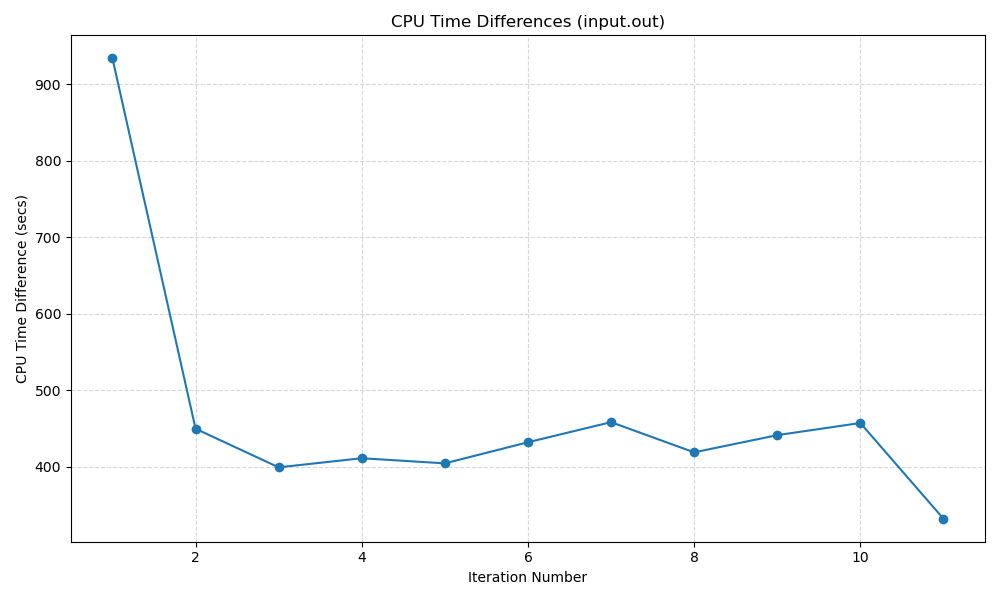 CPU Time Differences (input.out)
CPU Time Difference (secs)
900
800
700
600
500
400
2 4 6 8 10
Iteration Number